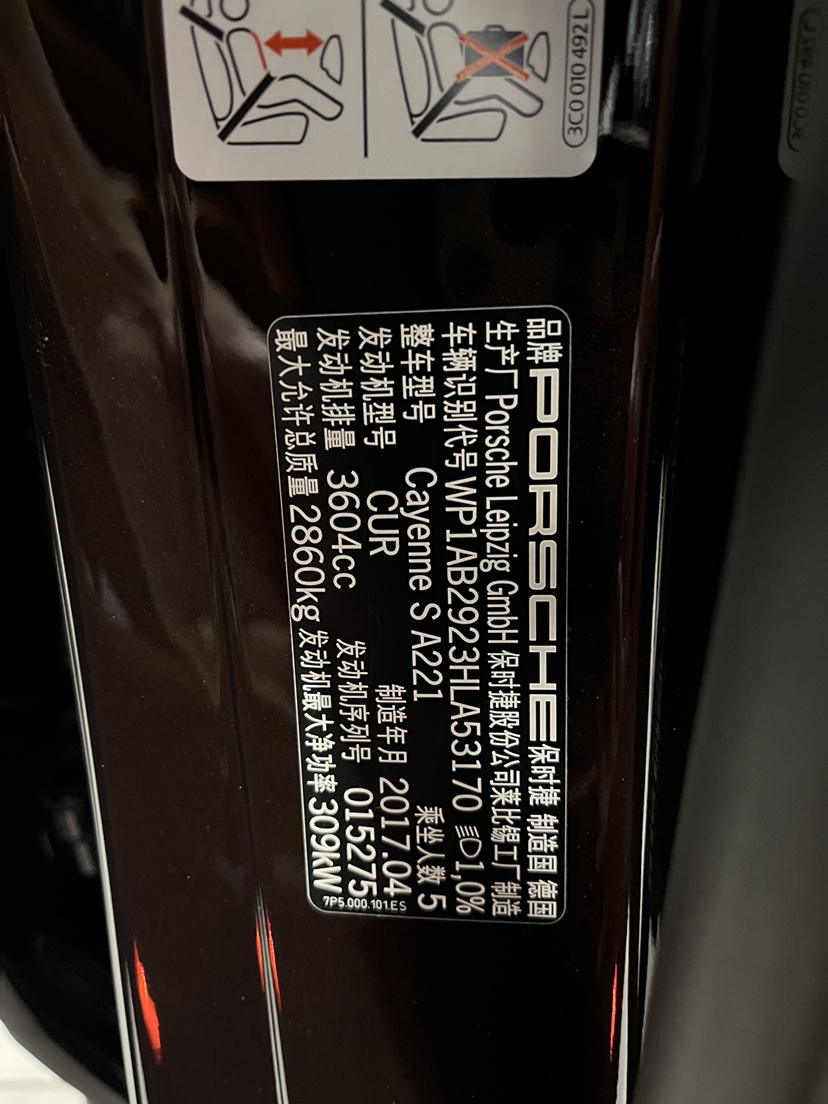 3C0 010 492 L
品牌 PORSCHE 保时捷 制造国 德国
生产厂 Porsche Leipzig GmbH 保时捷股份公司莱比锡工厂制造
车辆识别代号 WP1AB2923HLA53170 1,0%
整车型号 Cayenne S A221 乘坐人数 5
发动机型号 CUR 制造年月 2017.04
发动机排量 3604cc 发动机序列号 015275
最大允许总质量 2860kg 发动机最大净功率 309kW
7P5.000.101.ES